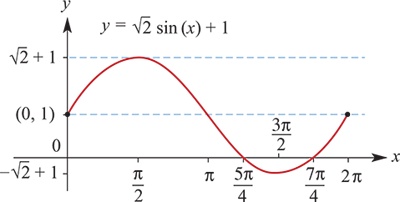 y
y = √2 sin(x) + 1
√2 + 1
(0, 1)
3π/2
x
0
−√2 + 1
π/2
π
5π/4
7π/4
2π